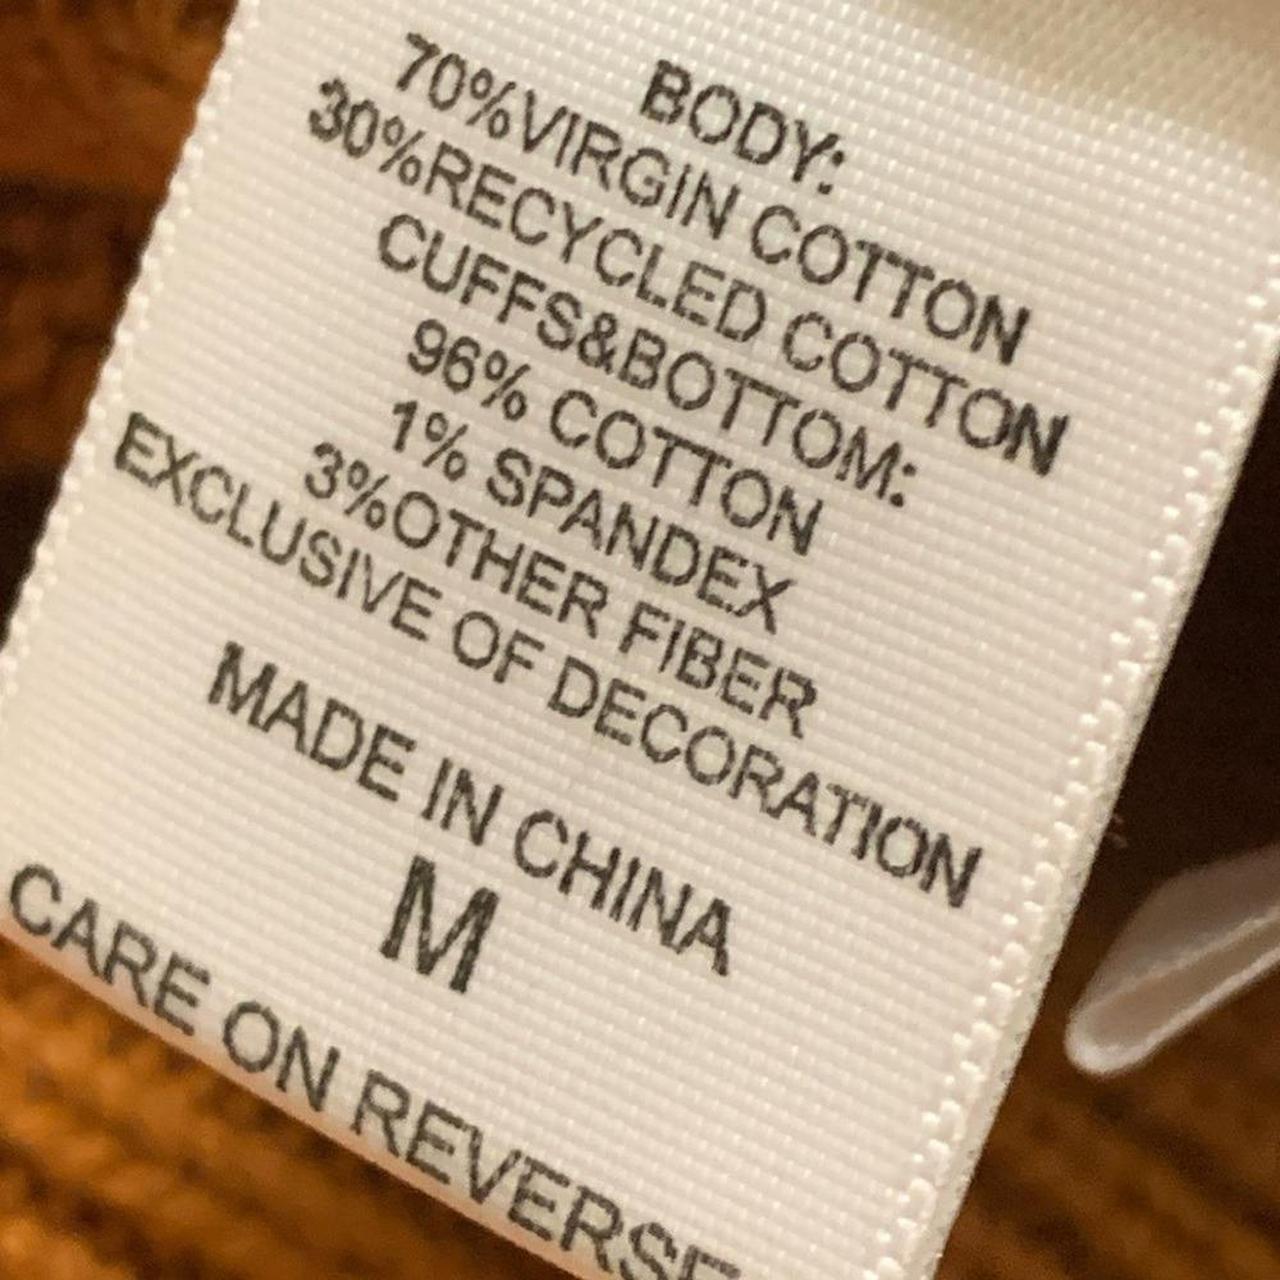 BODY:
70%VIRGIN COTTON
30%RECYCLED COTTON
CUFFS&BOTTOM:
96% COTTON
1% SPANDEX
3%OTHER FIBER
EXCLUSIVE OF DECORATION
MADE IN CHINA
M
CARE ON REVERSE